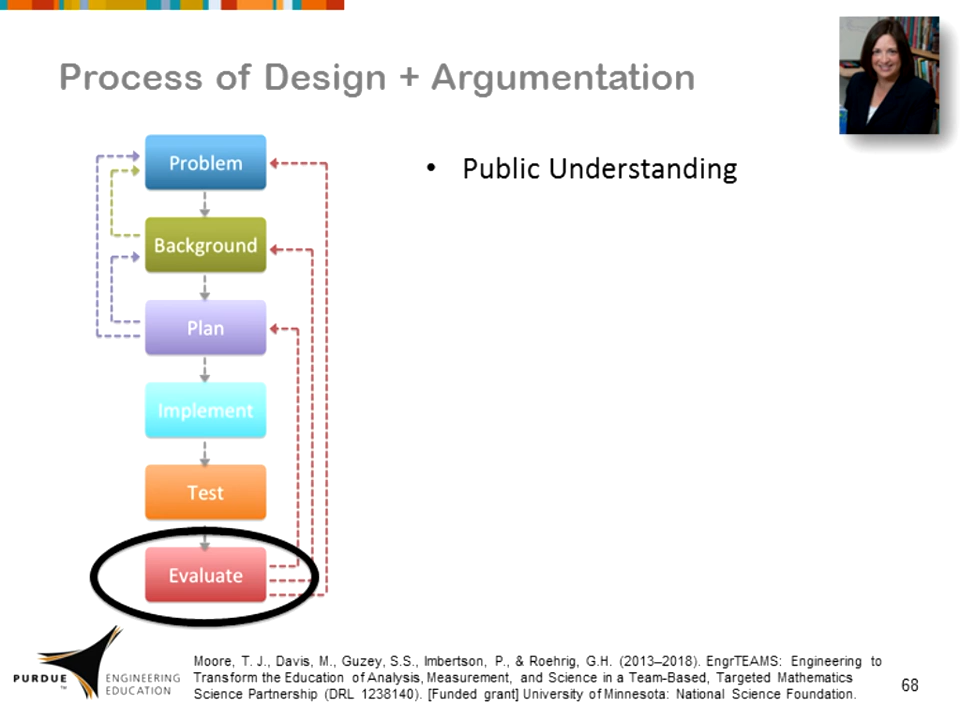 Process of Design + Argumentation
Problem
Background
Plan
Implement
Test
Evaluate
• Public Understanding
PURDUE
TM
ENGINEERING
EDUCATION
Moore, T. J., Davis, M., Guzey, S.S., Imbertson, P., & Roehrig, G.H. (2013–2018). EngrTEAMS: Engineering to
Transform the Education of Analysis, Measurement, and Science in a Team-Based, Targeted Mathematics
Science Partnership (DRL 1238140). [Funded grant] University of Minnesota: National Science Foundation.
68